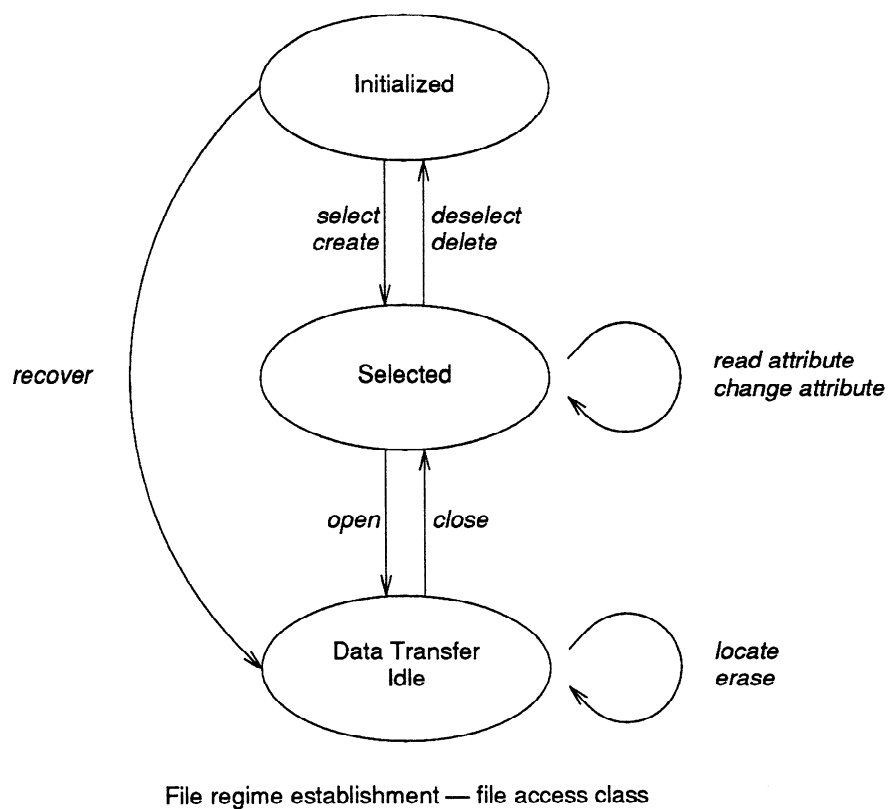 Initialized
select
create
deselect
delete
recover
Selected
read attribute
change attribute
open
close
Data Transfer
Idle
locate
erase
File regime establishment — file access class